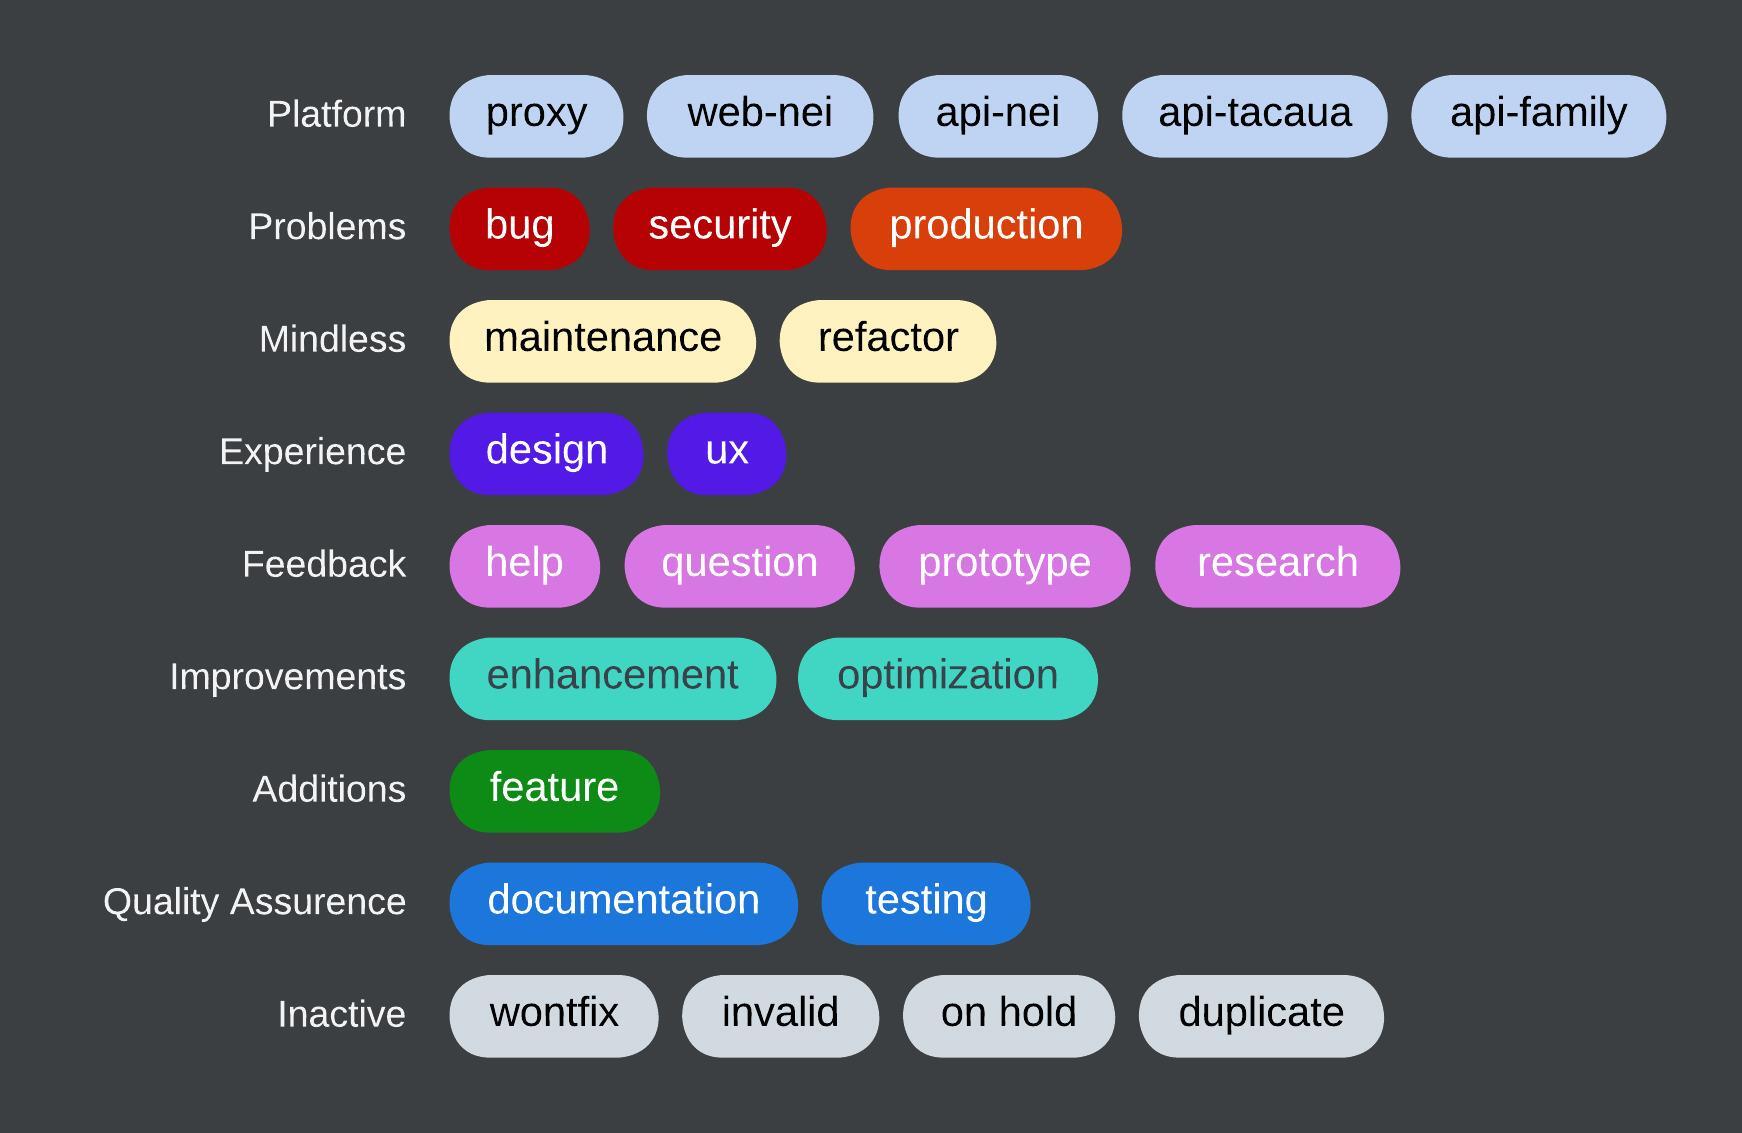 Platform proxy web-nei api-nei api-tacaua api-family
Problems bug security production
Mindless maintenance refactor
Experience design ux
Feedback help question prototype research
Improvements enhancement optimization
Additions feature
Quality Assurence documentation testing
Inactive wontfix invalid on hold duplicate